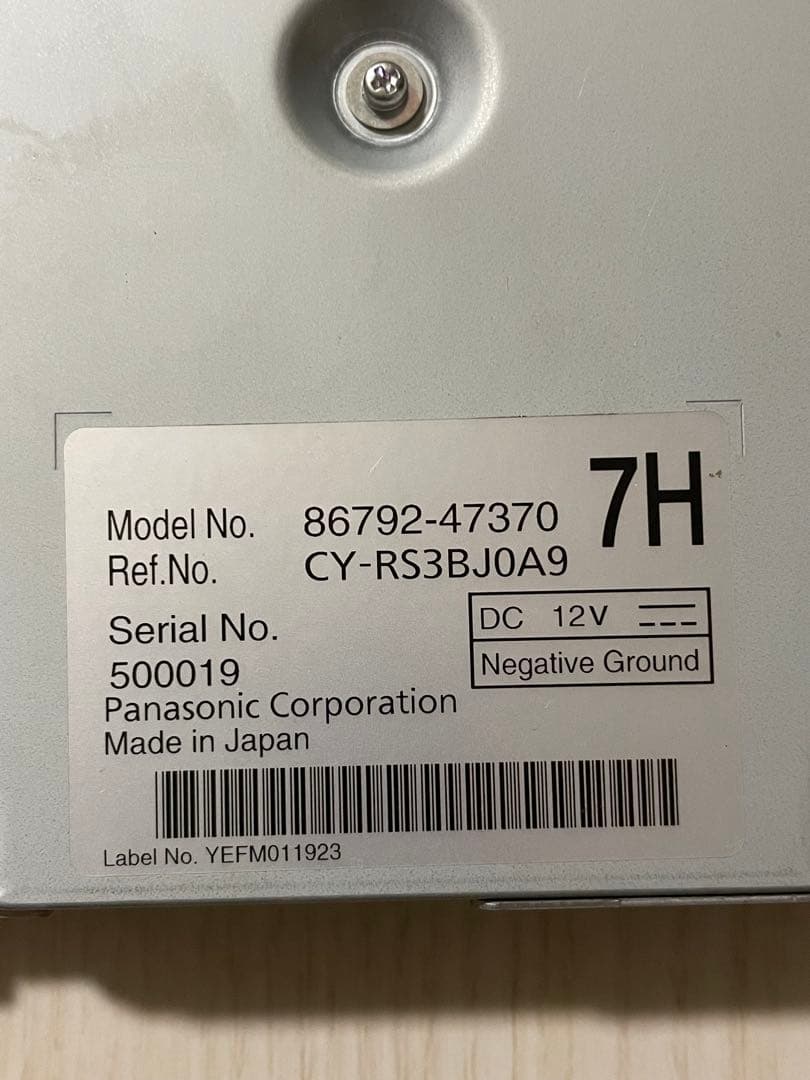 7H
Model No. 86792-47370
Ref.No. CY-RS3BJ0A9
Serial No.
500019
DC 12V
Negative Ground
Panasonic Corporation
Made in Japan
Label No. YEFM011923